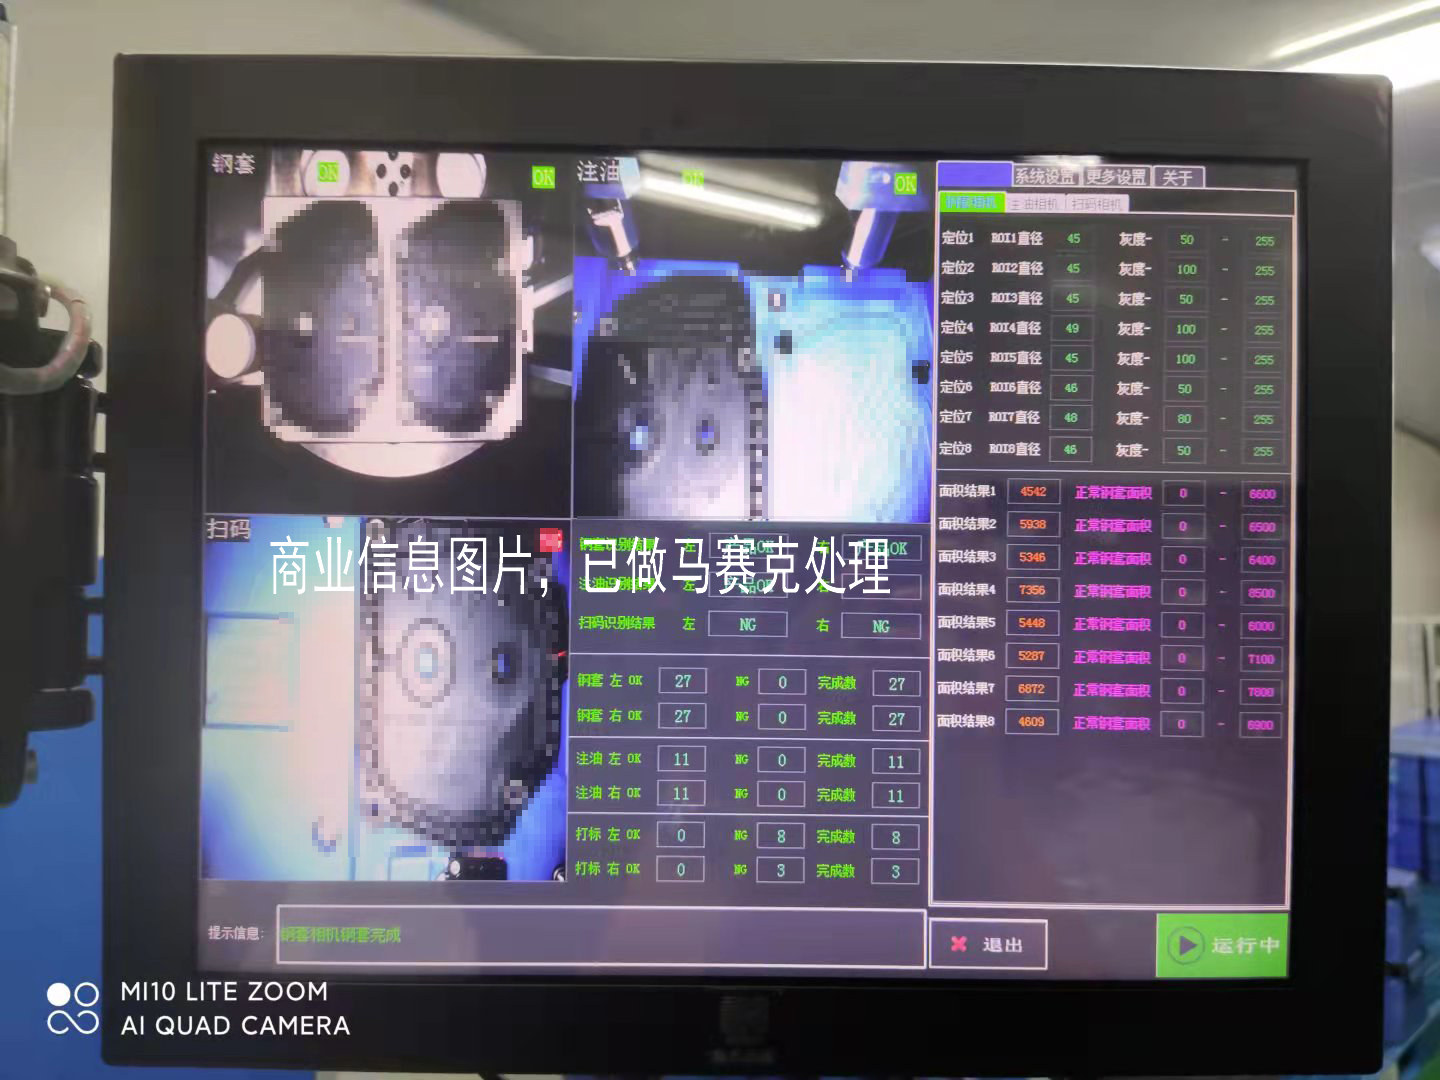 钢套 OK OK
注油 OK OK
系统设置 更多设置 关于
钢套相机 注油相机 扫码相机
定位1 ROI1直径 45 灰度- 50 - 255
定位2 ROI2直径 45 灰度- 100 - 255
定位3 ROI3直径 45 灰度- 50 - 255
定位4 ROI4直径 49 灰度- 100 - 255
定位5 ROI5直径 45 灰度- 100 - 255
定位6 ROI6直径 46 灰度- 50 - 255
定位7 ROI7直径 48 灰度- 80 - 255
定位8 ROI8直径 46 灰度- 50 - 255
面积结果1 4542 正常钢套面积 0 - 6600
面积结果2 5938 正常钢套面积 0 - 6500
面积结果3 5346 正常钢套面积 0 - 6400
面积结果4 7356 正常钢套面积 0 - 8500
面积结果5 5448 正常钢套面积 0 - 6000
面积结果6 5287 正常钢套面积 0 - 7100
面积结果7 6872 正常钢套面积 0 - 7800
面积结果8 4609 正常钢套面积 0 - 6900
扫码
钢套识别结果 左 产品OK 右 产品OK
商业信息图片，已做马赛克处理
注油识别结果 左 产品OK 右
扫码识别结果 左 NG 右 NG
钢套 左 OK 27 NG 0 完成数 27
钢套 右 OK 27 NG 0 完成数 27
注油 左 OK 11 NG 0 完成数 11
注油 右 OK 11 NG 0 完成数 11
打标 左 OK 0 NG 8 完成数 8
打标 右 OK 0 NG 3 完成数 3
提示信息: 钢套相机钢套完成
退出
运行中
MI10 LITE ZOOM
AI QUAD CAMERA